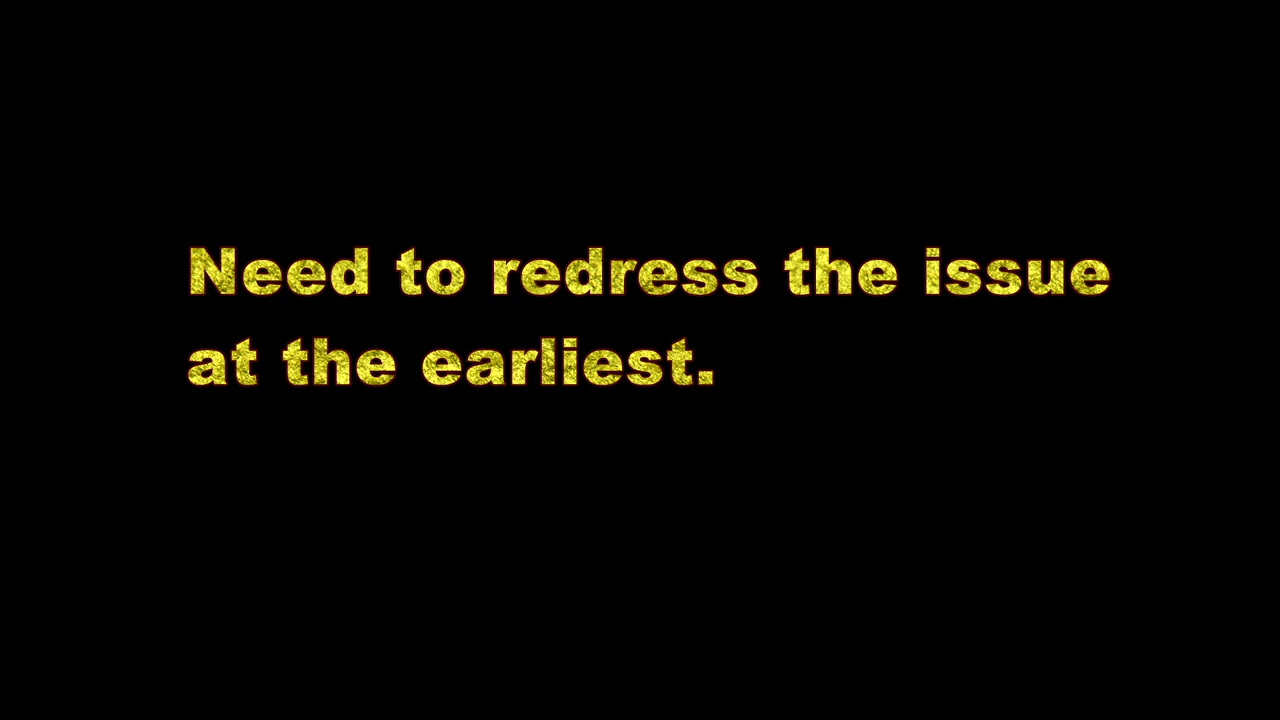 Need to redress the issue
at the earliest.